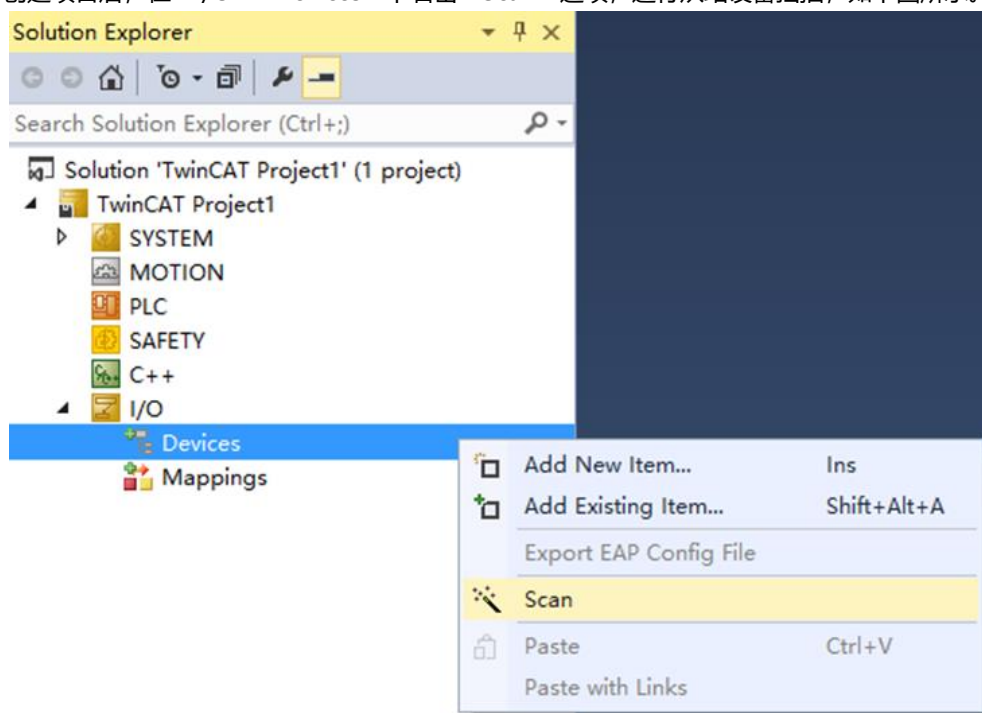 Solution Explorer
Search Solution Explorer (Ctrl+;)
Solution 'TwinCAT Project1' (1 project)
TwinCAT Project1
SYSTEM
MOTION
PLC
SAFETY
C++
I/O
Devices
Mappings
Add New Item... Ins
Add Existing Item... Shift+Alt+A
Export EAP Config File
Scan
Paste Ctrl+V
Paste with Links